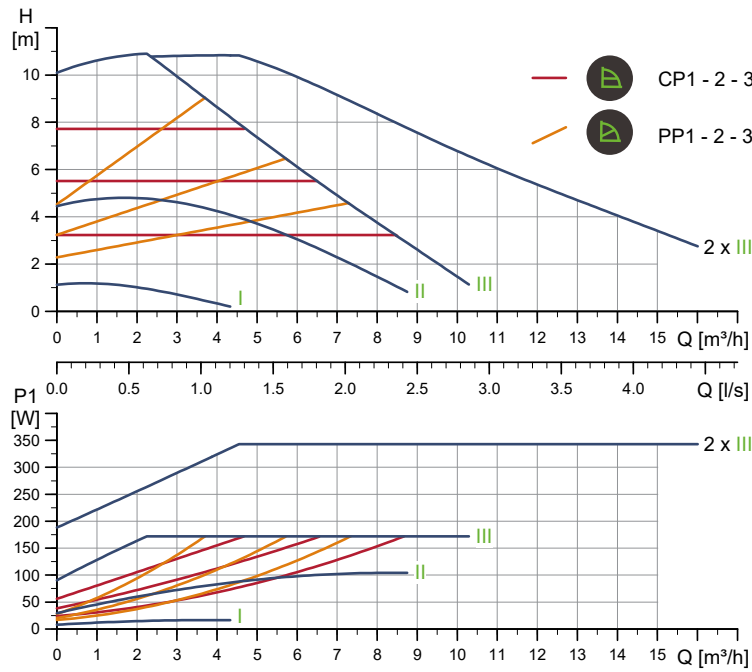 H
[m]
10
8
6
4
2
0
CP1 - 2 - 3
PP1 - 2 - 3
I
II
III
2 x III
0 1 2 3 4 5 6 7 8 9 10 11 12 13 14 15 Q [m³/h]
0.0 0.5 1.0 1.5 2.0 2.5 3.0 3.5 4.0 Q [l/s]
P1
[W]
350
300
250
200
150
100
50
0
2 x III
III
II
I
0 1 2 3 4 5 6 7 8 9 10 11 12 13 14 15 Q [m³/h]